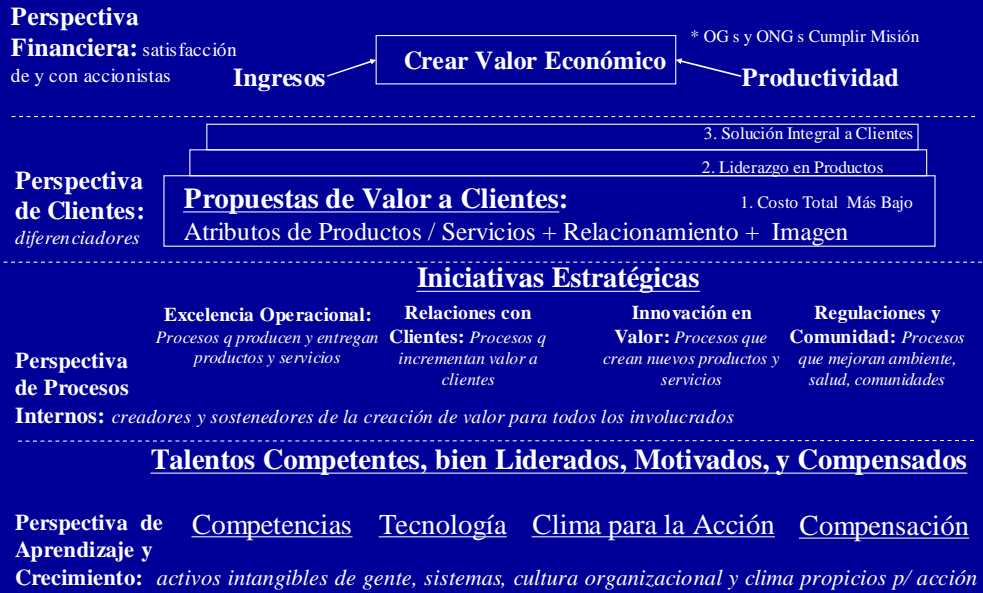 Perspectiva
Financiera: satisfacción
de y con accionistas
Ingresos
Crear Valor Económico
* OG s y ONG s Cumplir Misión
Productividad
3. Solución Integral a Clientes
2. Liderazgo en Productos
Perspectiva
de Clientes:
diferenciadores
Propuestas de Valor a Clientes:
1. Costo Total Más Bajo
Atributos de Productos / Servicios + Relacionamiento + Imagen
Iniciativas Estratégicas
Excelencia Operacional:
Procesos q producen y entregan
productos y servicios
Relaciones con
Clientes: Procesos q
incrementan valor a
clientes
Innovación en
Valor: Procesos que
crean nuevos productos y
servicios
Regulaciones y
Comunidad: Procesos
que mejoran ambiente,
salud, comunidades
Perspectiva
de Procesos
Internos: creadores y sostenedores de la creación de valor para todos los involucrados
Talentos Competentes, bien Liderados, Motivados, y Compensados
Perspectiva de
Aprendizaje y
Crecimiento: activos intangibles de gente, sistemas, cultura organizacional y clima propicios p/ acción
Competencias
Tecnología
Clima para la Acción
Compensación